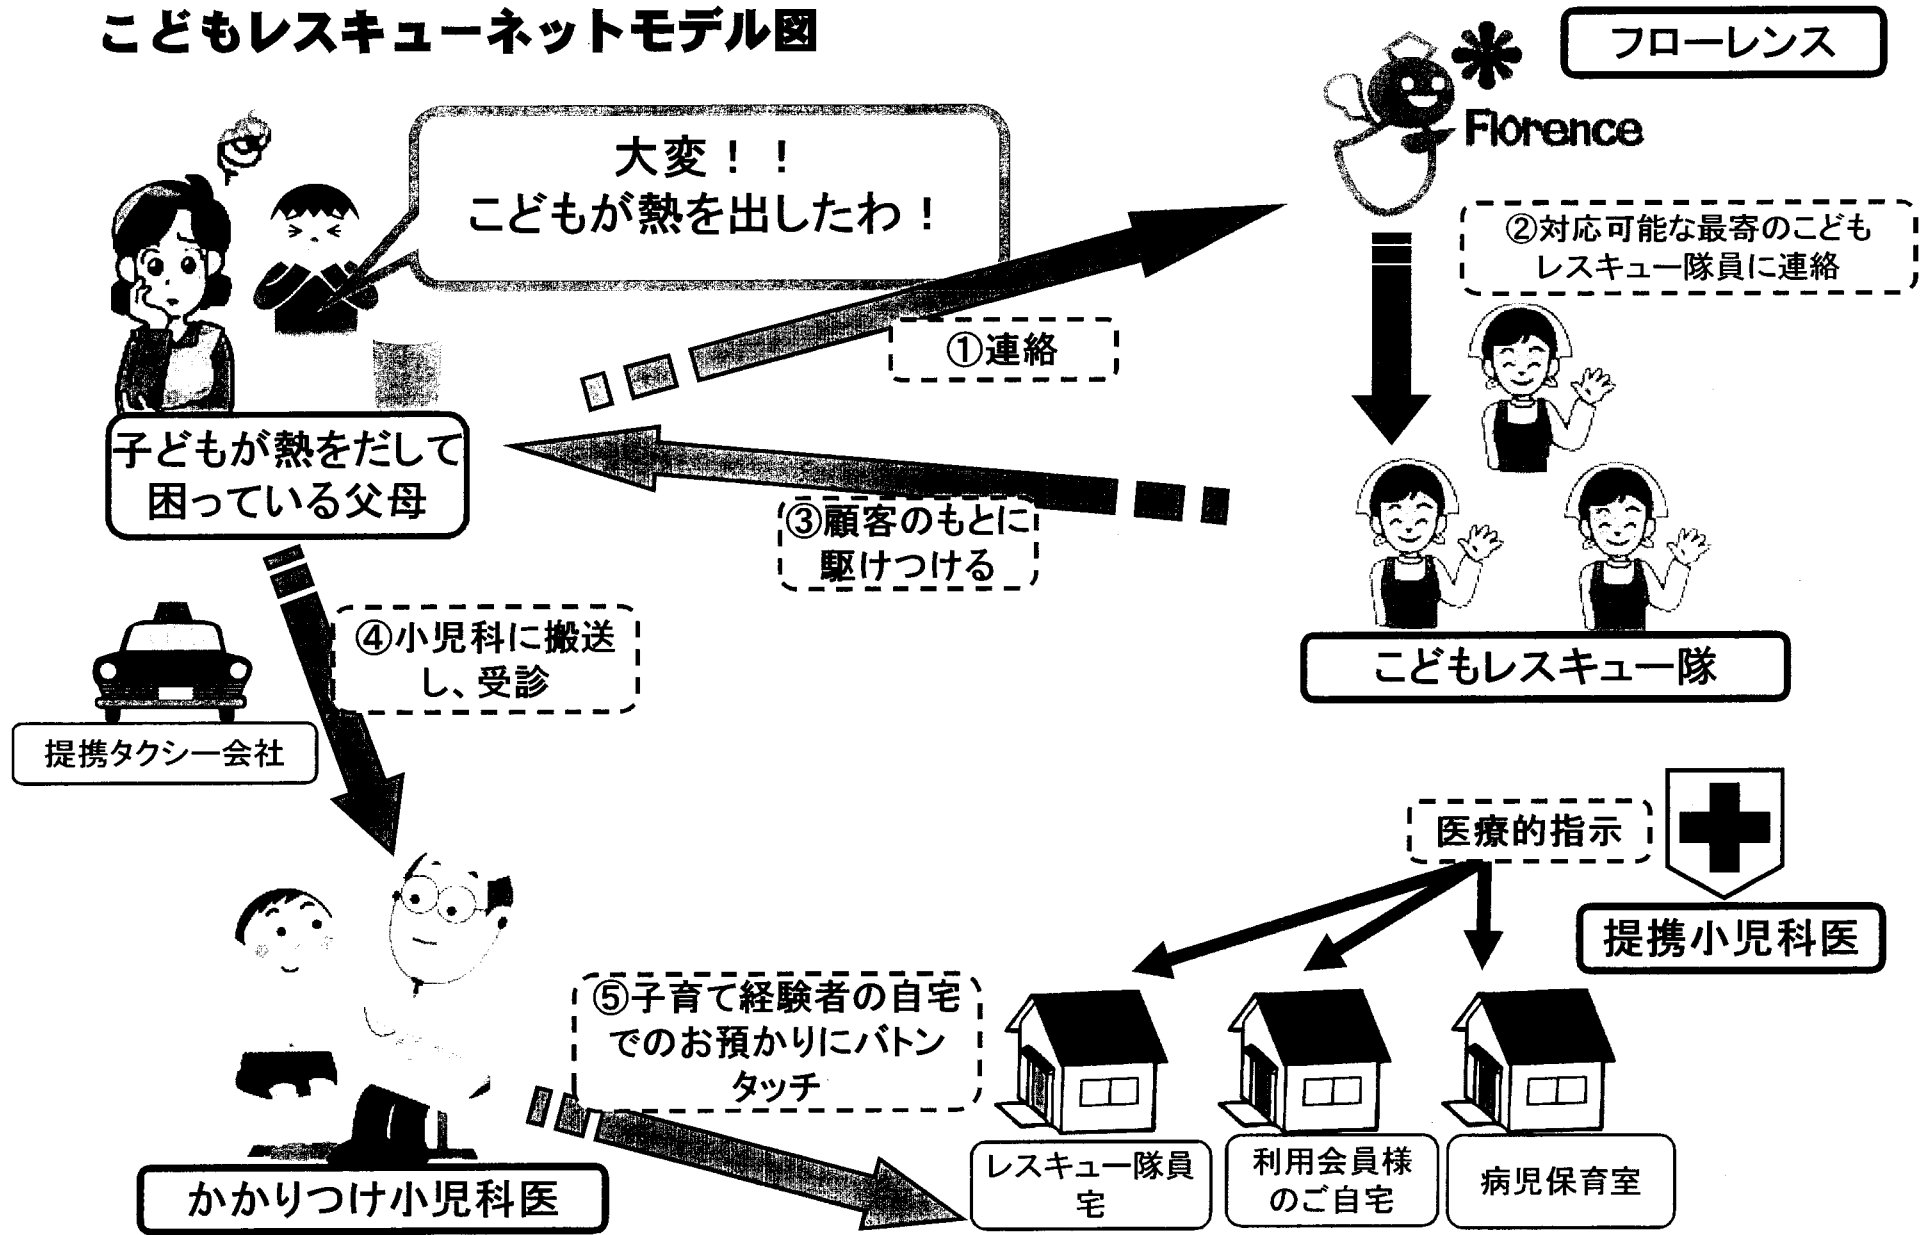 こどもレスキューネットモデル図
フローレンス
Florence
大変！！
こどもが熱を出したわ！
②対応可能な最寄のこども
レスキュー隊員に連絡
①連絡
子どもが熱をだして
困っている父母
③顧客のもとに
駆けつける
こどもレスキュー隊
④小児科に搬送
し、受診
提携タクシー会社
医療的指示
提携小児科医
⑤子育て経験者の自宅
でのお預かりにバトン
タッチ
かかりつけ小児科医
レスキュー隊員
宅
利用会員様
のご自宅
病児保育室